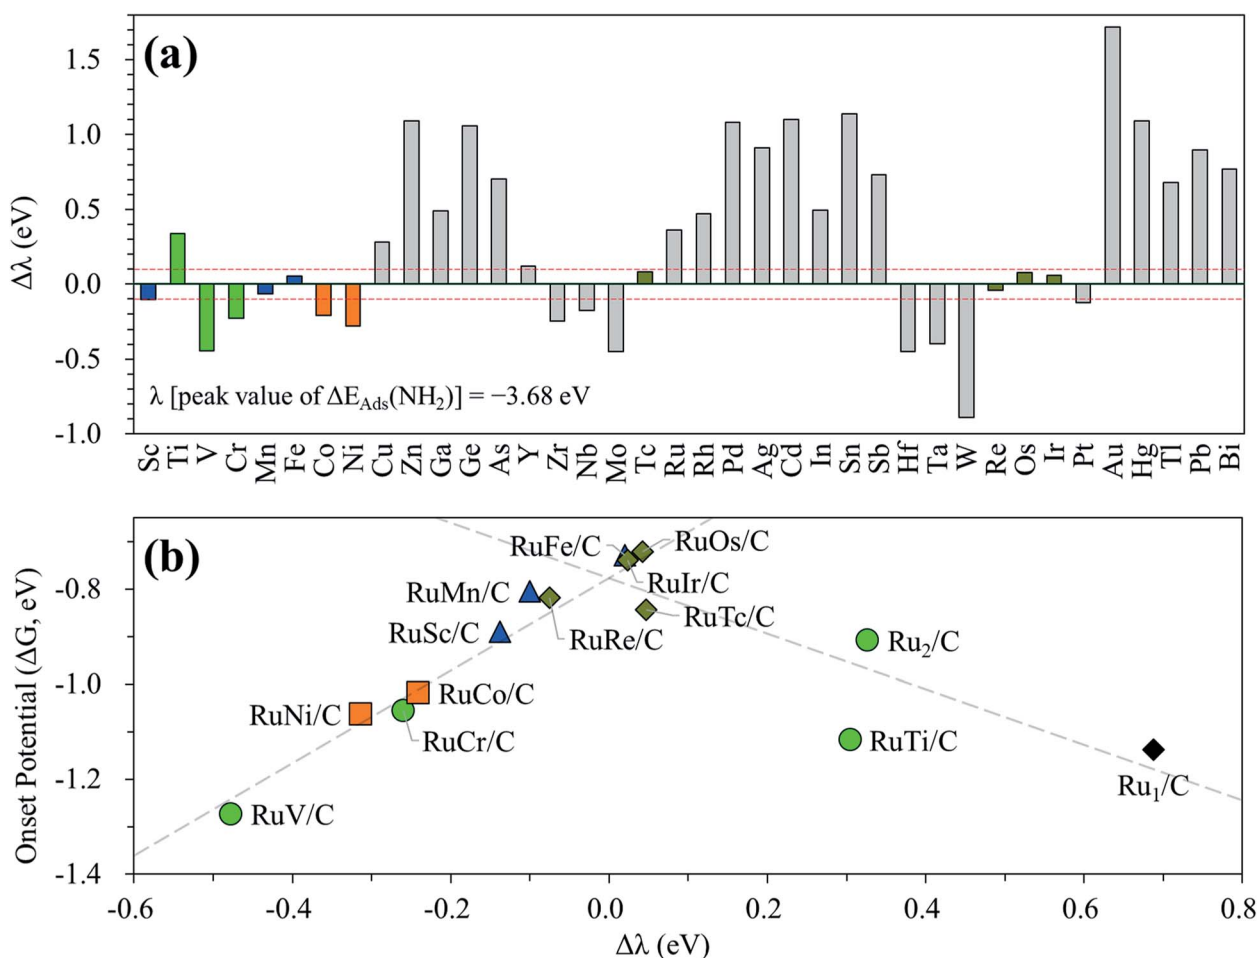 (a)
1.5
1.0
0.5
0.0
-0.5
-1.0
Δλ (eV)
λ [peak value of ΔE_Ads(NH₂)] = −3.68 eV
Sc Ti V Cr Mn Fe Co Ni Cu Zn Ga Ge As Y Zr Nb Mo Tc Ru Rh Pd Ag Cd In Sn Sb Hf Ta W Re Os Ir Pt Au Hg Tl Pb Bi
(b)
RuFe/C
RuOs/C
RuIr/C
RuMn/C
RuTc/C
RuSc/C
RuRe/C
Ru₂/C
RuCo/C
RuNi/C
RuCr/C
RuTi/C
Ru₁/C
RuV/C
-0.8
-1.0
-1.2
-1.4
Onset Potential (ΔG, eV)
-0.6 -0.4 -0.2 0.0 0.2 0.4 0.6 0.8
Δλ (eV)